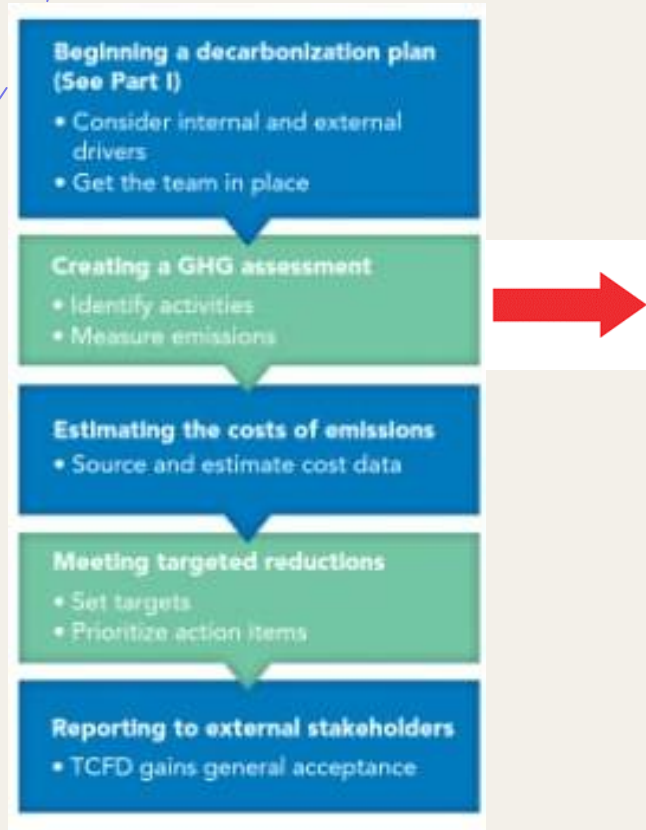 Beginning a decarbonization plan
(See Part I)
• Consider internal and external
drivers
• Get the team in place
Creating a GHG assessment
• Identify activities
• Measure emissions
Estimating the costs of emissions
• Source and estimate cost data
Meeting targeted reductions
• Set targets
• Prioritize action items
Reporting to external stakeholders
• TCFD gains general acceptance